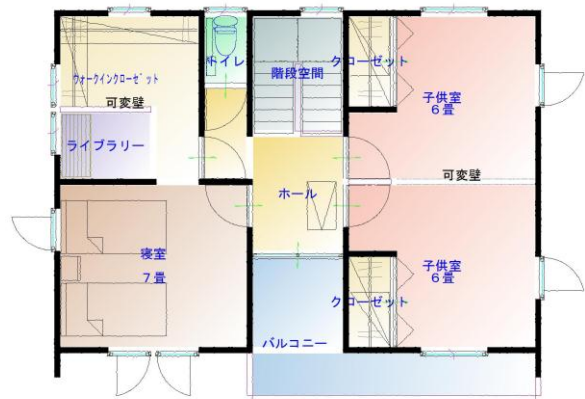 ウォークインクローゼット
トイレ
階段空間
クローゼット
子供室
6畳
可変壁
ライブラリー
可変壁
ホール
寝室
7畳
子供室
6畳
クローゼット
バルコニー